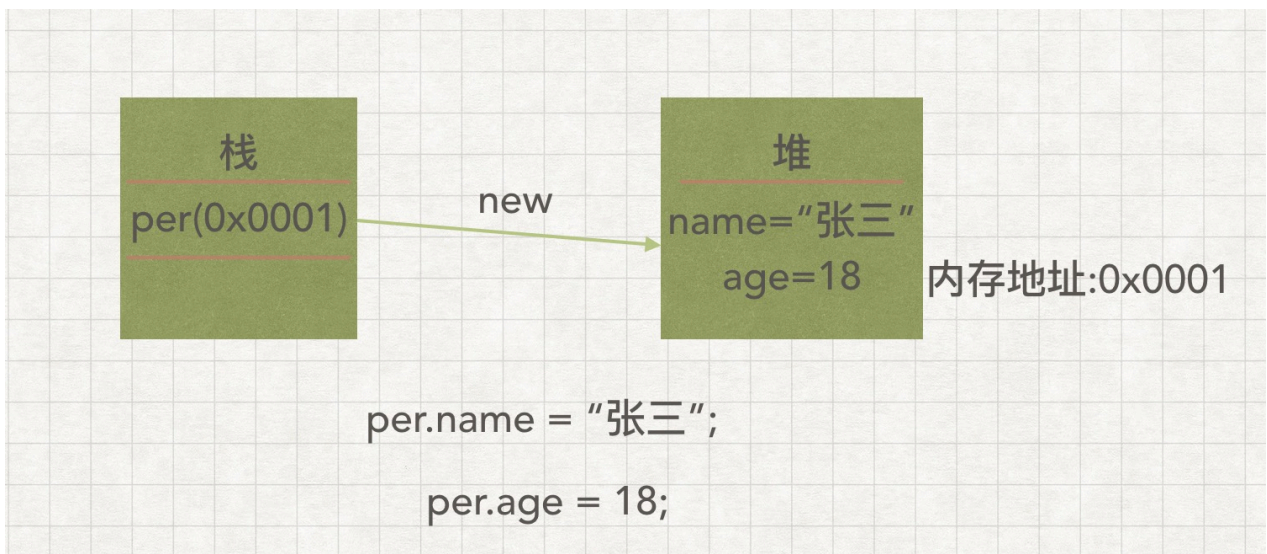 栈
per(0x0001)
new
堆
name=“张三”
age=18
内存地址:0x0001
per.name = “张三”;
per.age = 18;